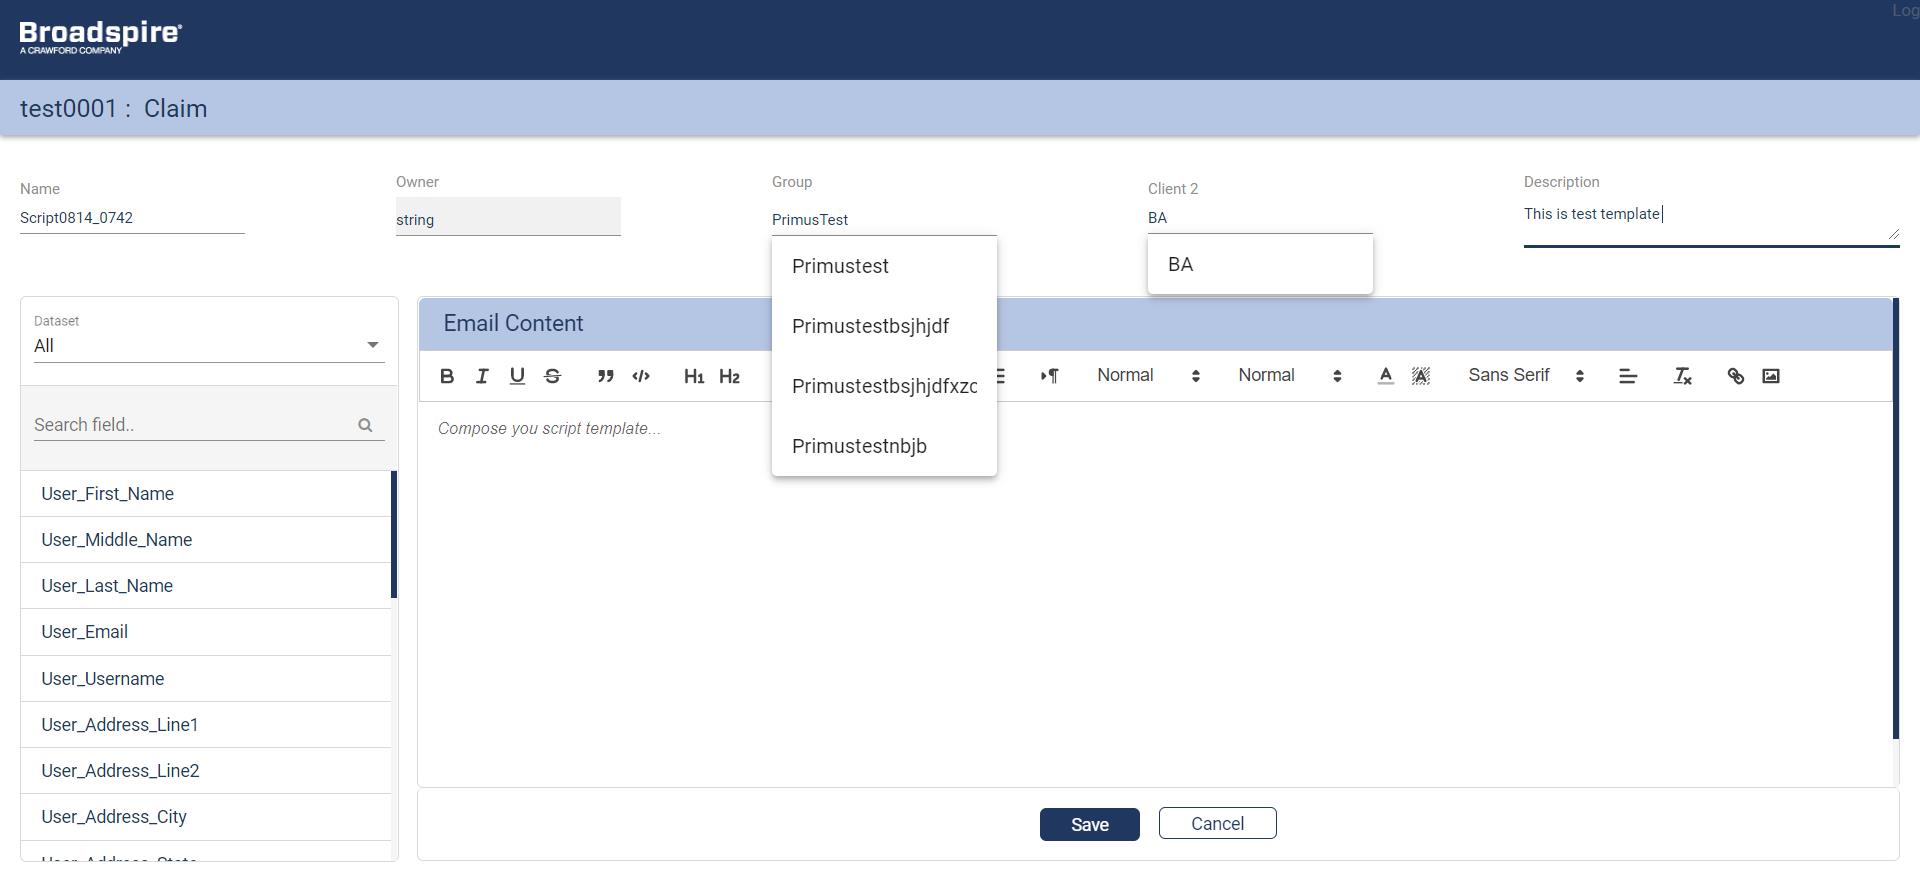 Log
Broadspire®
A CRAWFORD COMPANY
test0001 : Claim
Name
Script0814_0742
Owner
string
Group
PrimusTest
Client 2
BA
Description
This is test template
Primustest
Primustestbsjhjdf
Primustestbsjhjdfxzc
Primustestnbjb
BA
Dataset
All
Search field..
User_First_Name
User_Middle_Name
User_Last_Name
User_Email
User_Username
User_Address_Line1
User_Address_Line2
User_Address_City
User_Address_State
Email Content
B I U S H1 H2 Normal Normal A A Sans Serif
Compose you script template...
Save Cancel